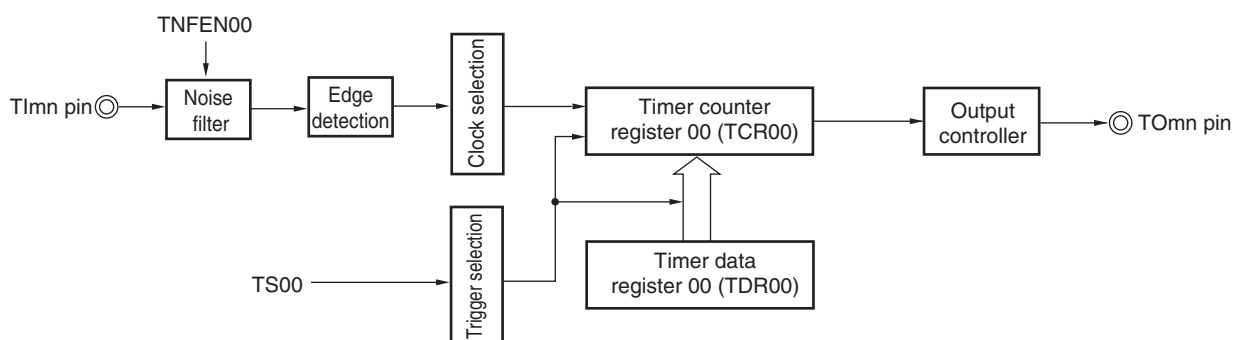 TNFEN00
TImn pin
Noise
filter
Edge
detection
Clock selection
Timer counter
register 00 (TCR00)
Output
controller
TOmn pin
TS00
Trigger selection
Timer data
register 00 (TDR00)